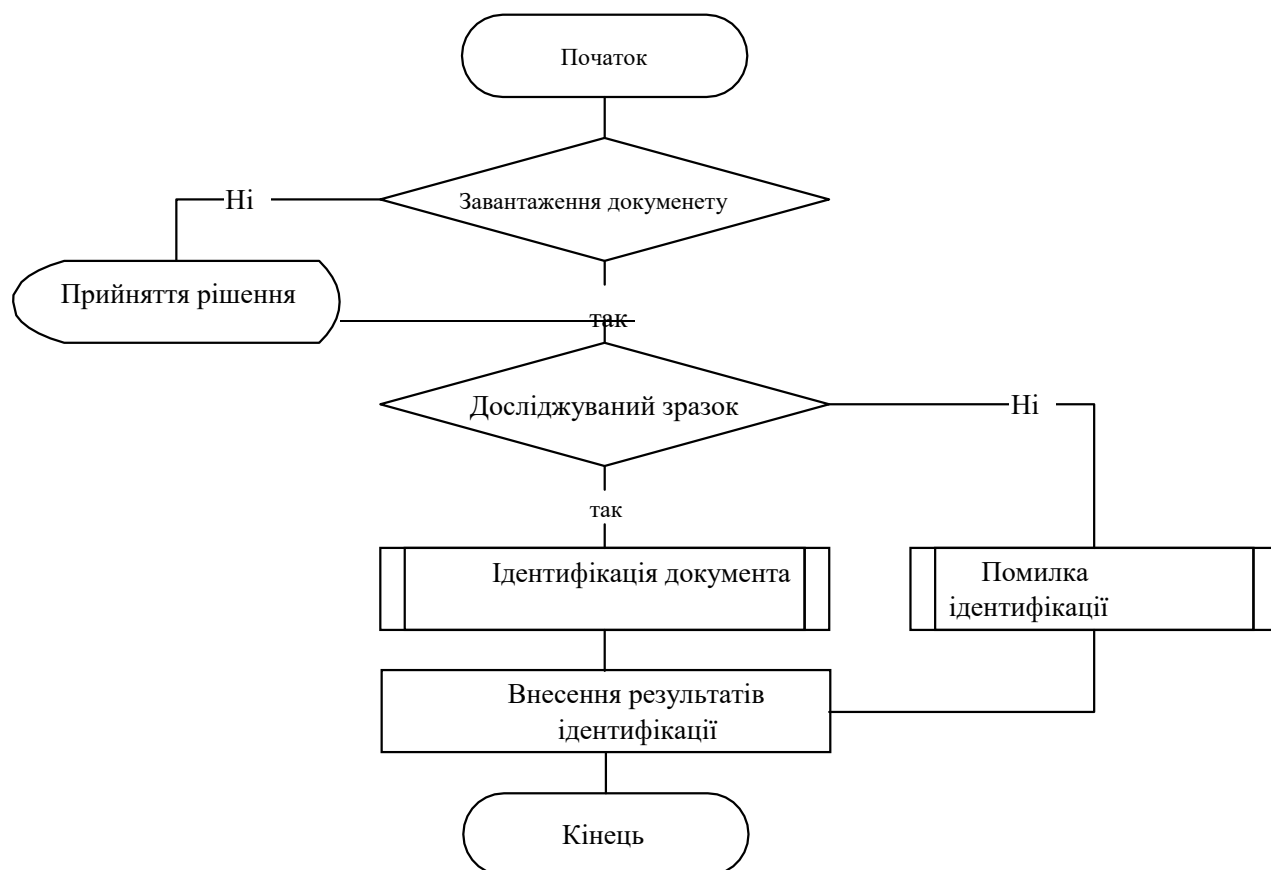 Початок
Завантаження докуменету
Ні
Прийняття рішення
так
Досліджуваний зразок
Ні
так
Ідентифікація документа
Помилка
ідентифікації
Внесення результатів
ідентифікації
Кінець